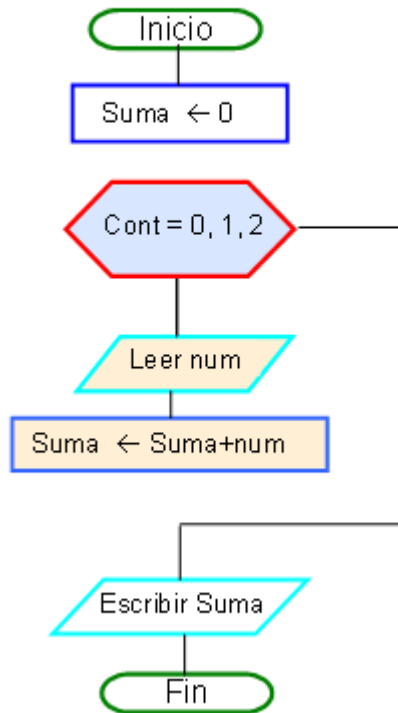 Inicio
Suma ← 0
Cont = 0, 1, 2
Leer num
Suma ← Suma+num
Escribir Suma
Fin